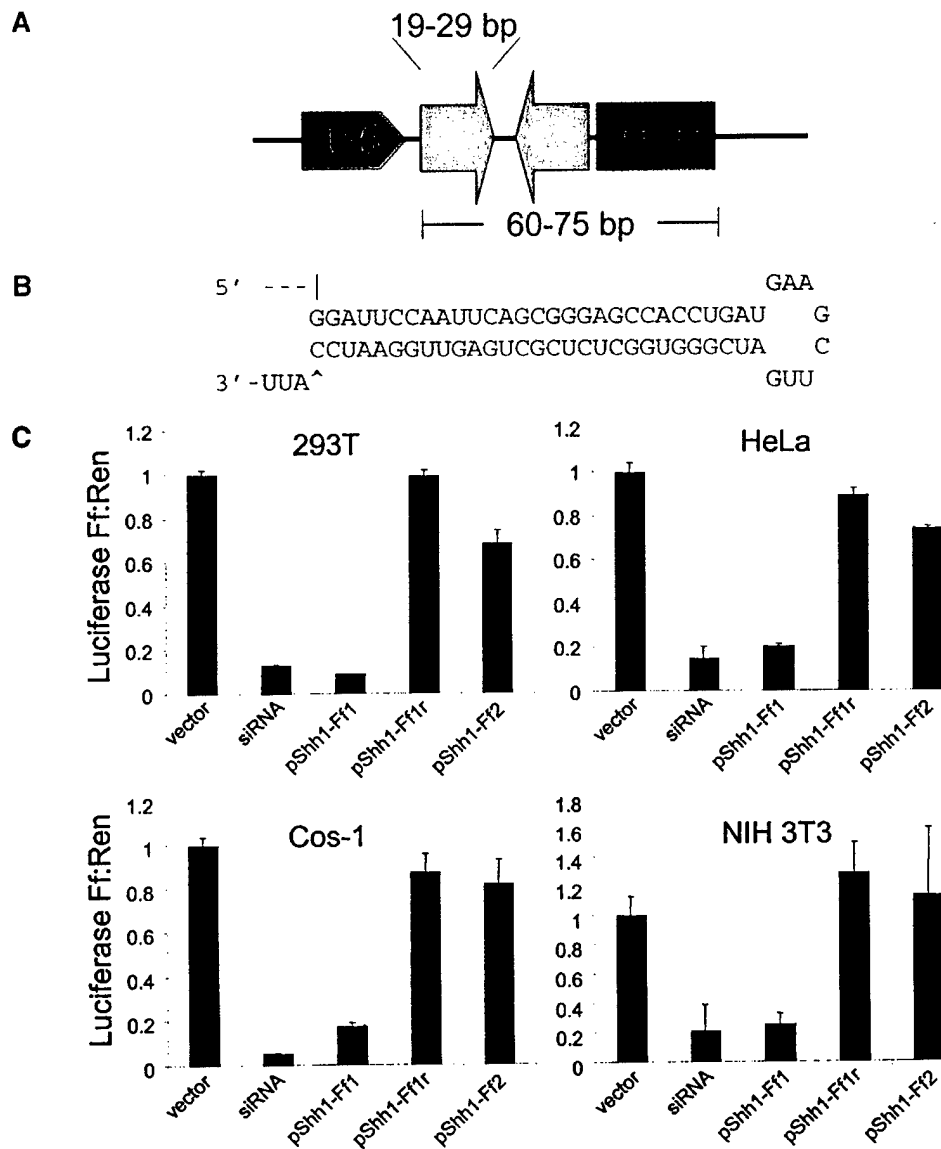 A
19-29 bp
U6
60-75 bp
B
5' ---|
GAA
GGAUUCCAAUUCAGCGGGAGCCACCUGAU G
CCUAAGGUUGAGUCGCUCUCGGUGGGCUA C
3'-UUA^
GUU
C
293T
Luciferase Ff:Ren
1.2
1
0.8
0.6
0.4
0.2
0
vector
siRNA
pShh1-Ff1
pShh1-Ff1r
pShh1-Ff2
HeLa
1.2
1
0.8
0.6
0.4
0.2
0
vector
siRNA
pShh1-Ff1
pShh1-Ff1r
pShh1-Ff2
Cos-1
Luciferase Ff:Ren
1.2
1
0.8
0.6
0.4
0.2
0
vector
siRNA
pShh1-Ff1
pShh1-Ff1r
pShh1-Ff2
NIH 3T3
1.8
1.6
1.4
1.2
1
0.8
0.6
0.4
0.2
0
vector
siRNA
pShh1-Ff1
pShh1-Ff1r
pShh1-Ff2